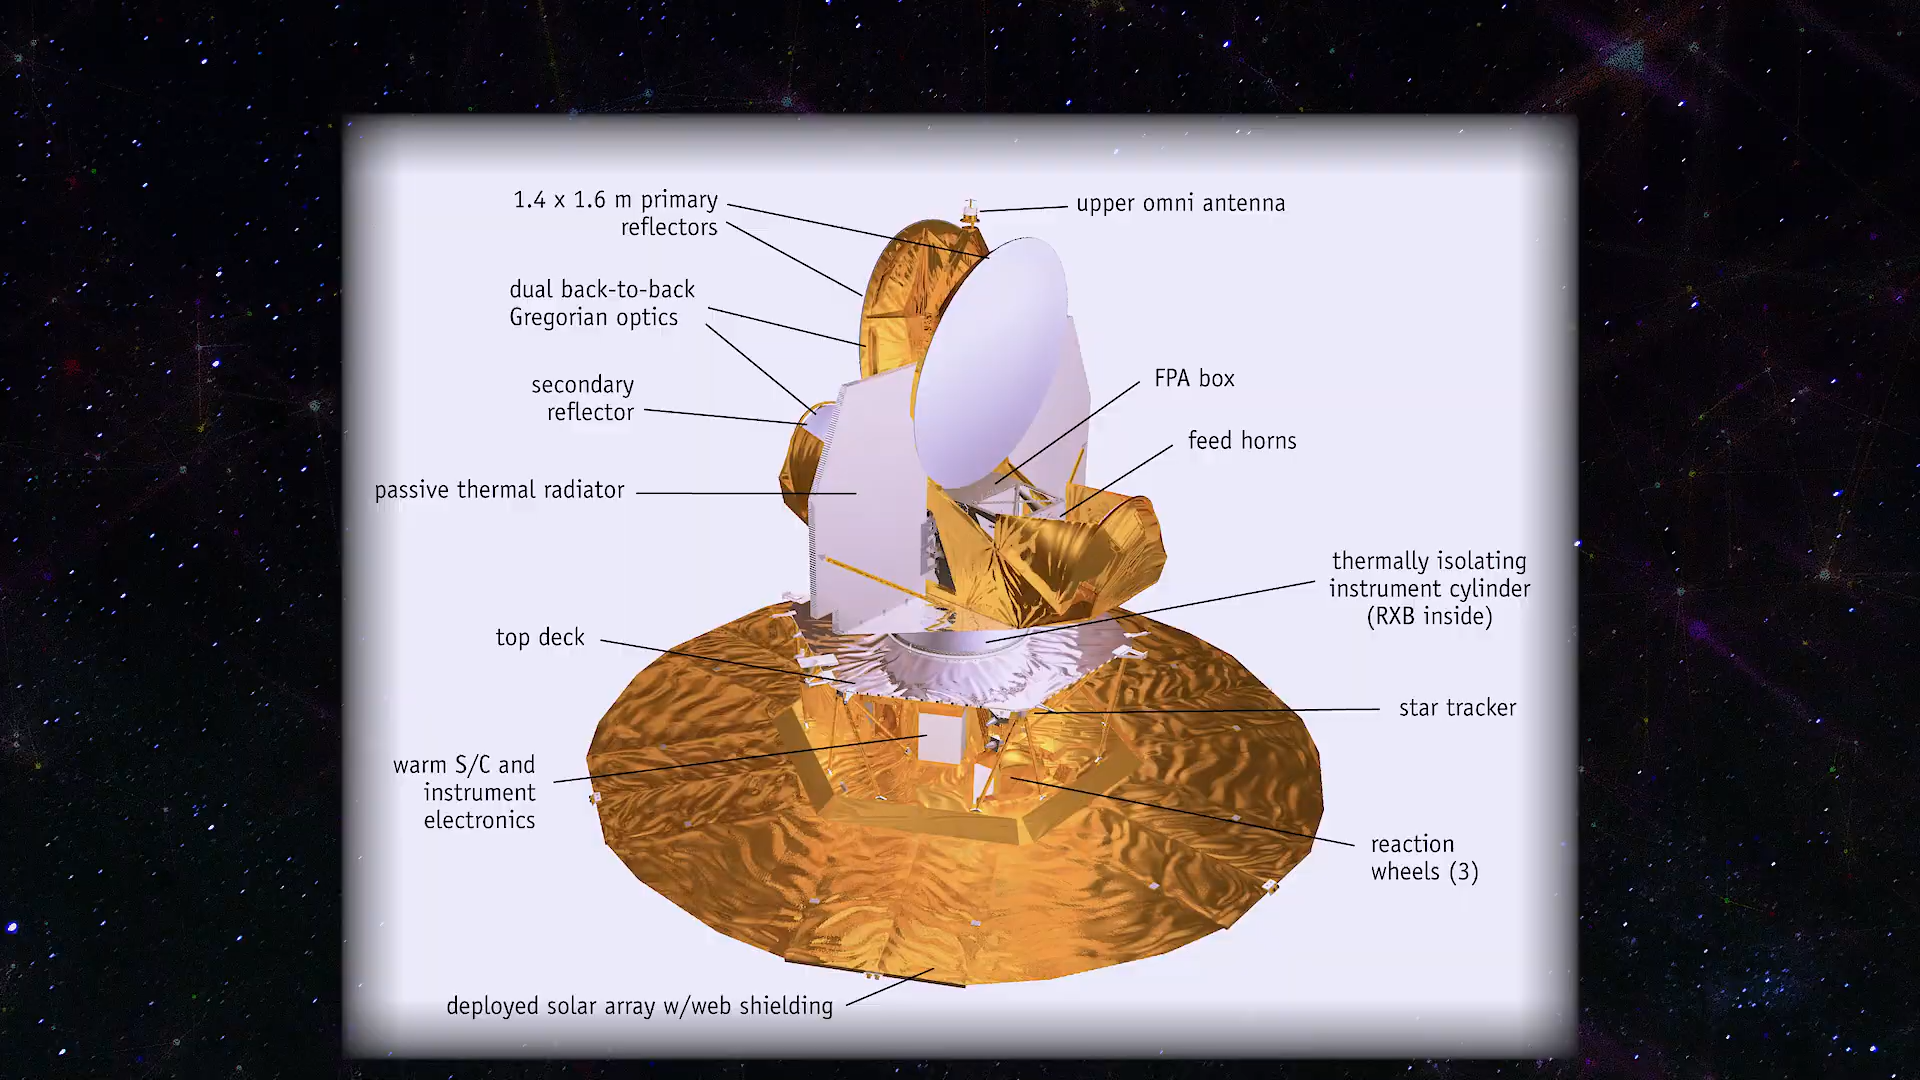 1.4 x 1.6 m primary
reflectors
upper omni antenna
dual back-to-back
Gregorian optics
secondary
reflector
FPA box
feed horns
passive thermal radiator
thermally isolating
instrument cylinder
(RXB inside)
top deck
star tracker
warm S/C and
instrument
electronics
reaction
wheels (3)
deployed solar array w/web shielding